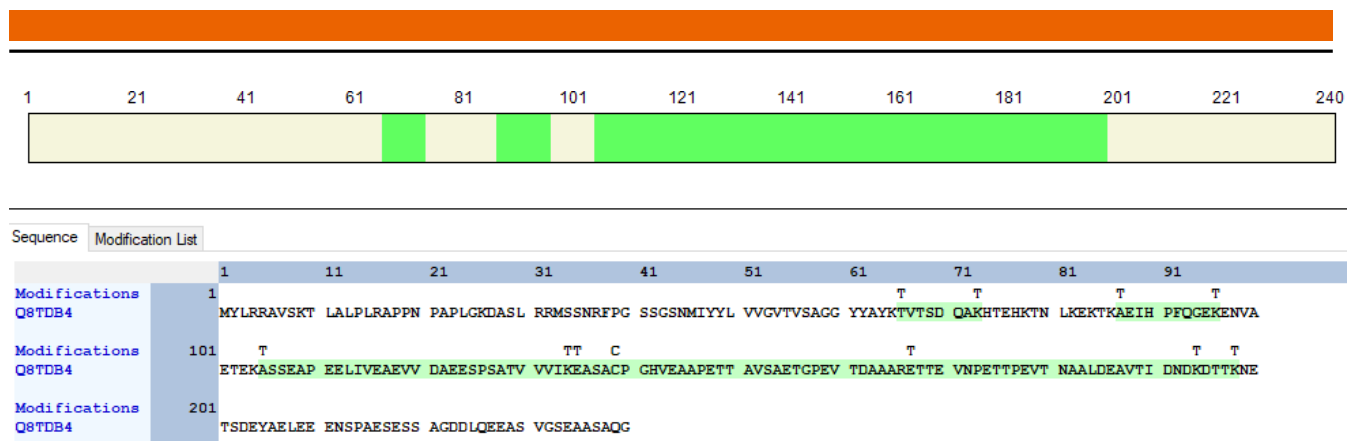 1 21 41 61 81 101 121 141 161 181 201 221 240
Sequence Modification List
1 11 21 31 41 51 61 71 81 91
Modifications 1 T T T T
Q8TDB4 MYLRRAVSKT LALPLRAPPN PAPLGKDASL RRMSSNRFPG SSGSNMIYYL VVGVTVSAGG YYAYKTVTSD QAKHTEHKTN LKEKTKAEIH PFQGEKENVA
Modifications 101 T TT C T T T
Q8TDB4 ETEKASSEAP EELIVEAEVV DAEESPSATV VVIKEASACP GHVEAAPETT AVSAETGPEV TDAAARETTE VNPETTPEVT NAALDEAVTI DNDKDTTKNE
Modifications 201
Q8TDB4 TSDEYAELEE ENSPAESESS AGDDLQEEAS VGSEAASAQG